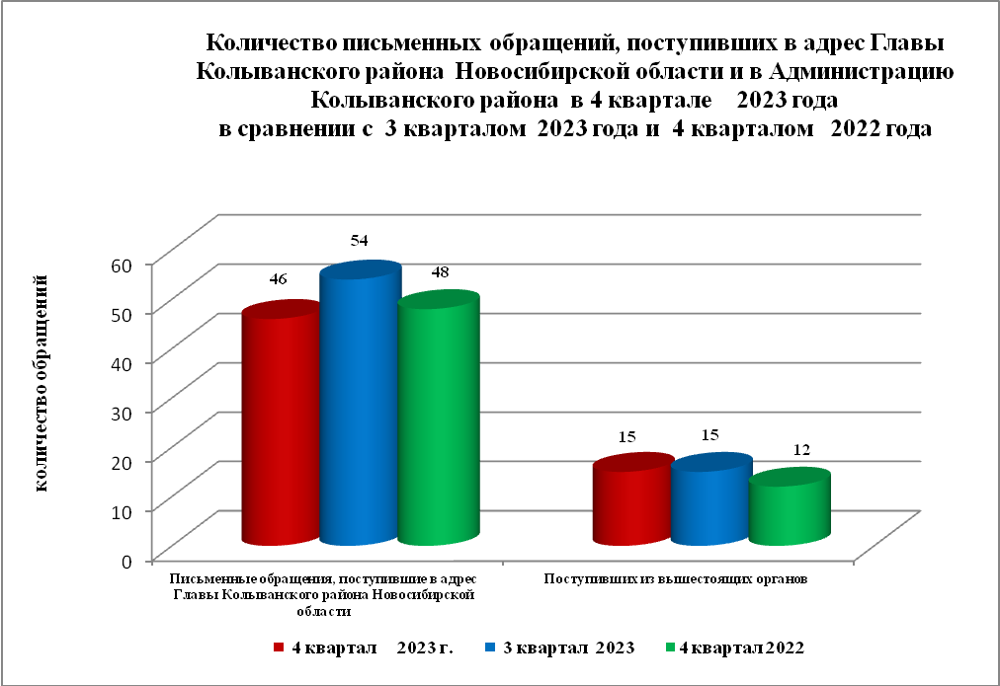 Количество письменных обращений, поступивших в адрес Главы
Колыванского района Новосибирской области и в Администрацию
Колыванского района в 4 квартале 2023 года
в сравнении с 3 кварталом 2023 года и 4 кварталом 2022 года
количество обращений
60
50
40
30
20
10
0
46
54
48
15
15
12
Письменные обращения, поступившие в адрес
Главы Колыванского района Новосибирской
области
Поступивших из вышестоящих органов
4 квартал 2023 г.
3 квартал 2023
4 квартал 2022